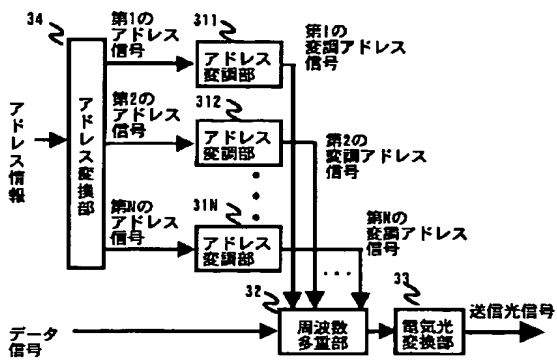 34
第1の
アドレス
信号
311
アドレス
変調部
第1の
変調アドレス
信号
アドレス情報
アドレス変換部
第2の
アドレス
信号
312
アドレス
変調部
第2の
変調アドレス
信号
第Nの
アドレス
信号
31N
アドレス
変調部
第Nの
変調アドレス
信号
データ
信号
32
周波数
多重部
33
電気光
変換部
送信光信号